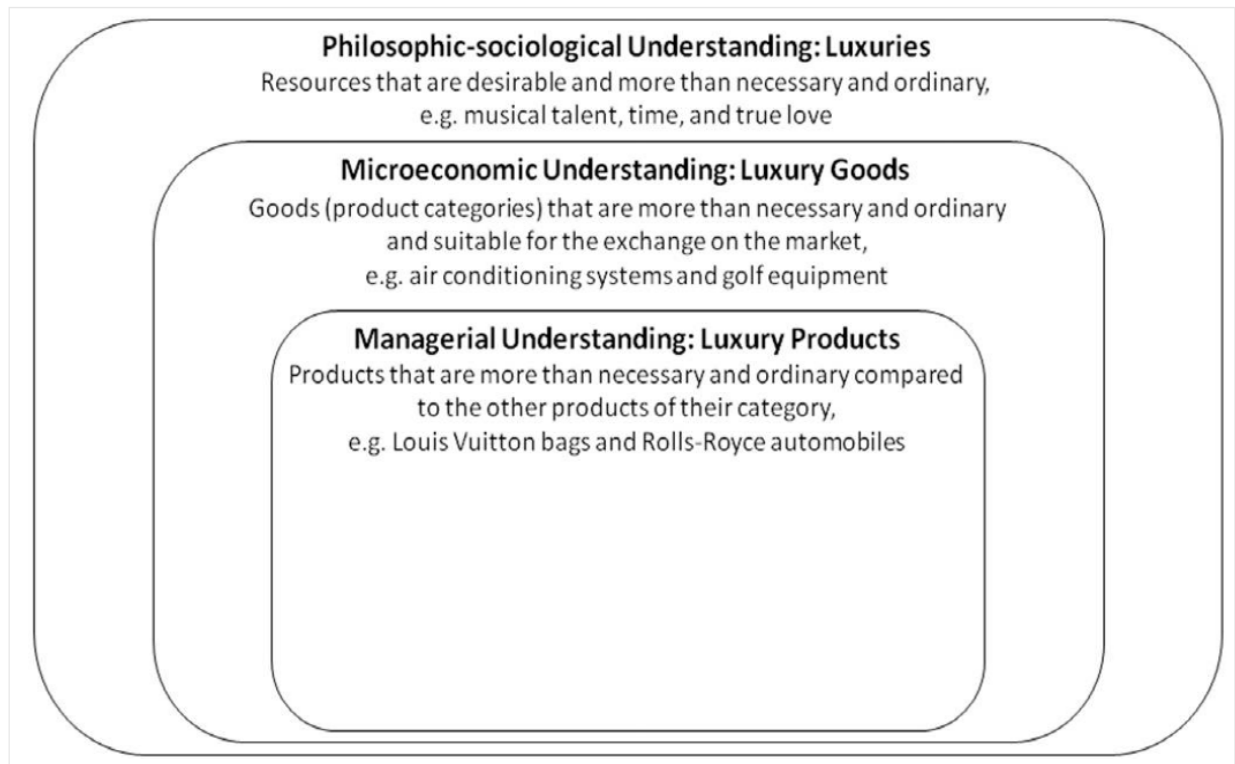 Philosophic-sociological Understanding: Luxuries
Resources that are desirable and more than necessary and ordinary,
e.g. musical talent, time, and true love
Microeconomic Understanding: Luxury Goods
Goods (product categories) that are more than necessary and ordinary
and suitable for the exchange on the market,
e.g. air conditioning systems and golf equipment
Managerial Understanding: Luxury Products
Products that are more than necessary and ordinary compared
to the other products of their category,
e.g. Louis Vuitton bags and Rolls-Royce automobiles